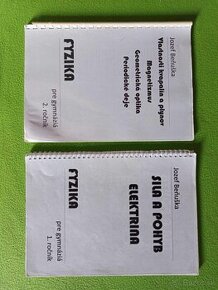 Jozef Beňuška
Vlastnosti kvapalín a plynov
Magnetizmus
Geometrická optika
Periodické deje
FYZIKA
pre gymnáziá
2. ročník
Jozef Beňuška
SILA A POHYB
ELEKTRINA
FYZIKA
pre gymnáziá
1. ročník